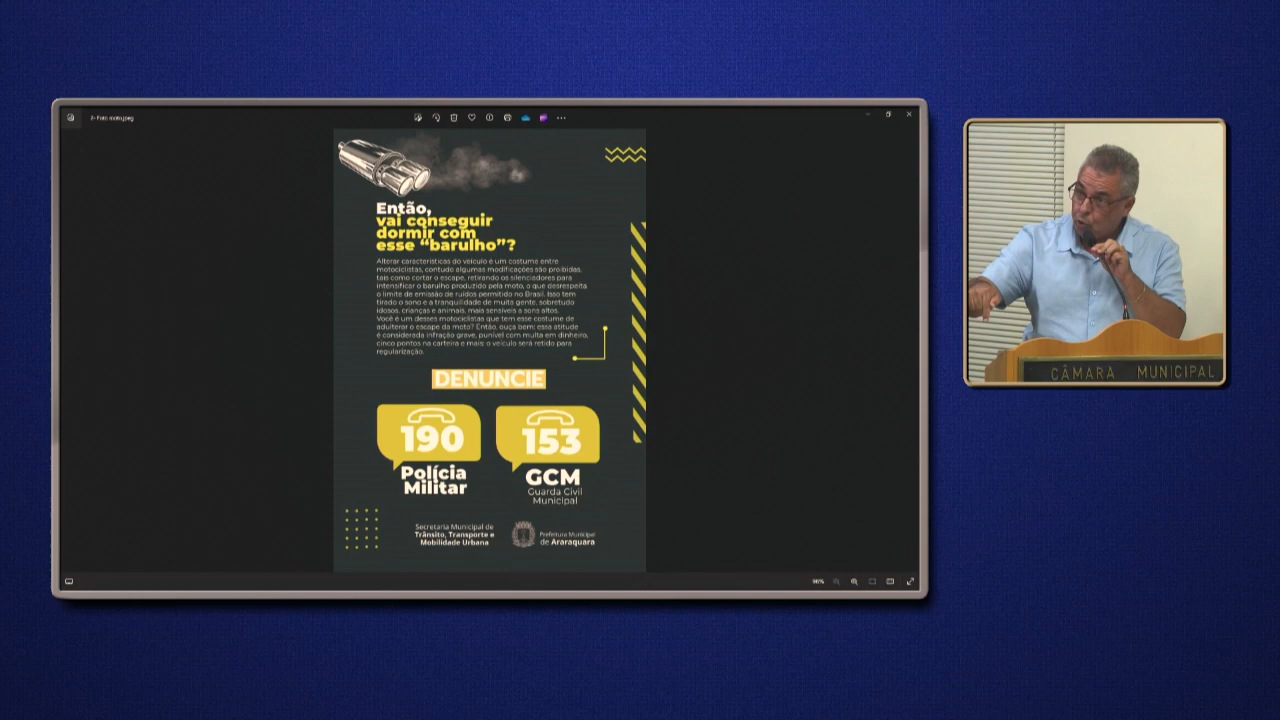 2- Foto moto.jpeg
Então,
vai conseguir
dormir com
esse “barulho”?
Alterar características do veículo é um costume entre
motociclistas, contudo algumas modificações são proibidas,
tais como cortar o escape, retirando os silenciadores para
intensificar o barulho produzido pela moto, o que desrespeita
o limite de emissão de ruídos permitido no Brasil. Isso tem
tirado o sono e a tranquilidade de muita gente, sobretudo
idosos, crianças e animais, mais sensíveis a sons altos.
Você é um desses motociclistas que tem esse costume de
adulterar o escape da moto? Então, ouça bem: essa atitude
é considerada infração grave, punível com multa em dinheiro,
cinco pontos na carteira e mais: o veículo será retido para
regularização.
DENUNCIE
190
Polícia
Militar
153
GCM
Guarda Civil
Municipal
Secretaria Municipal de
Trânsito, Transporte e
Mobilidade Urbana
Prefeitura Municipal
de Araraquara
96%
CÂMARA MUNICIPAL